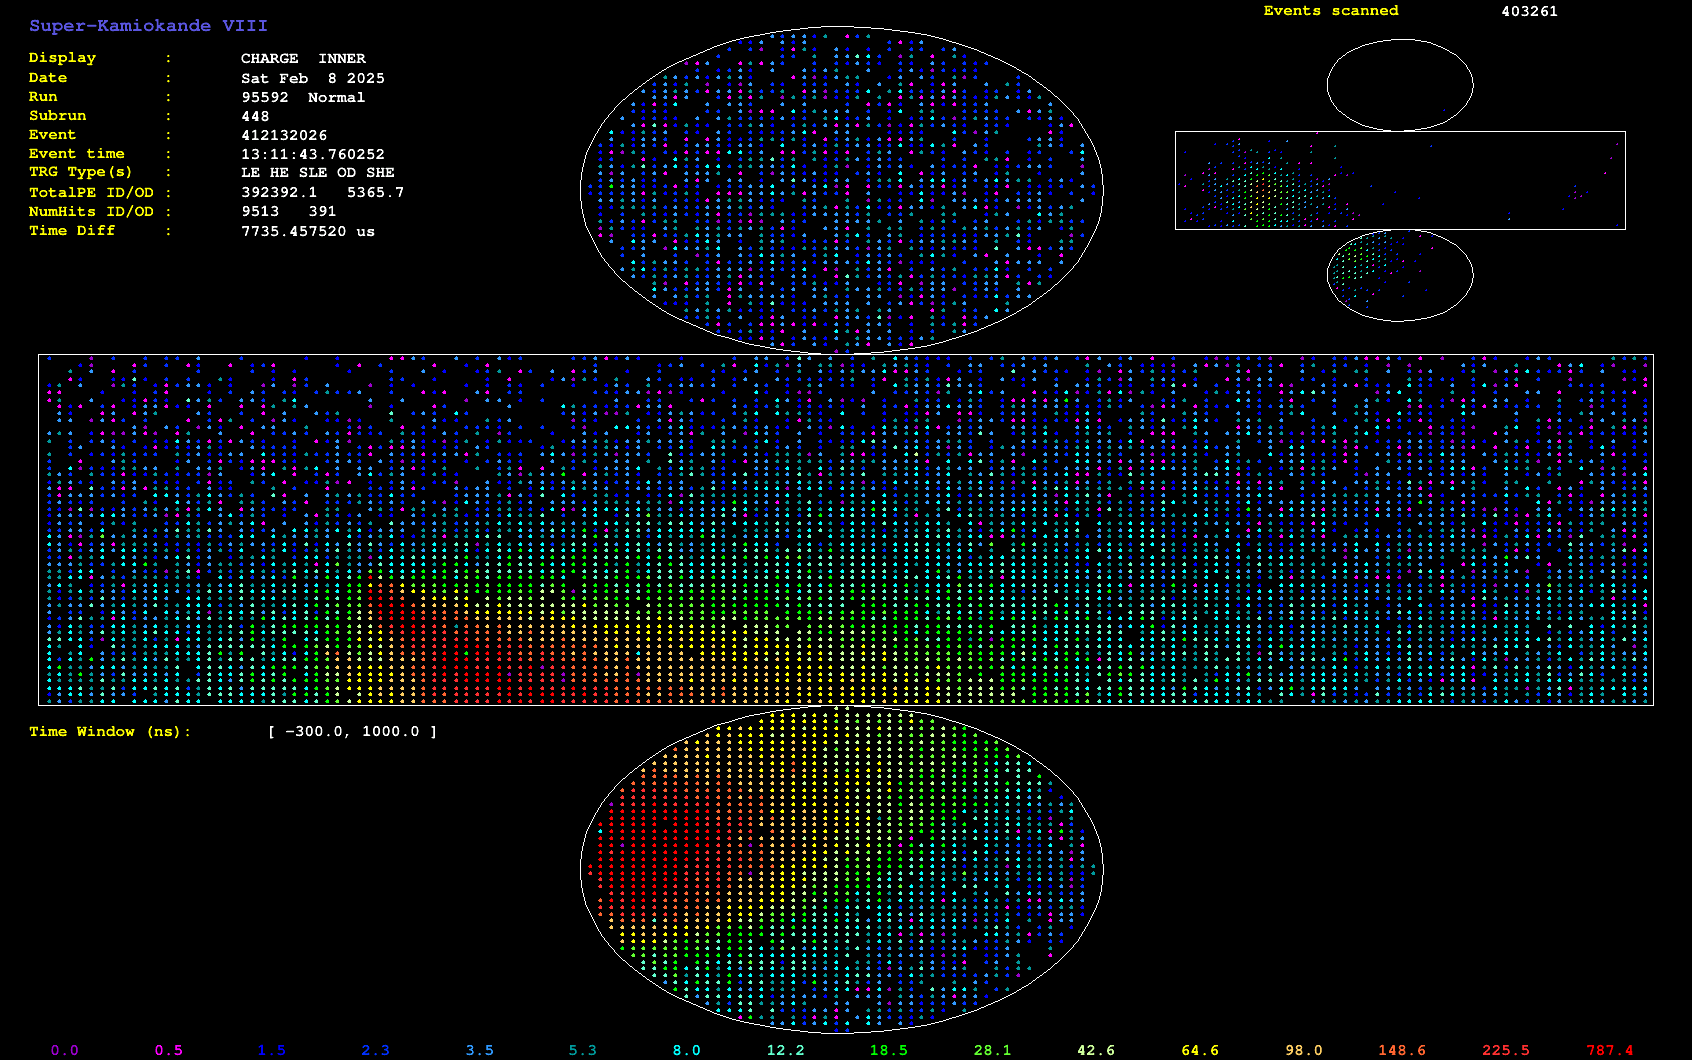 Super-Kamiokande VIII
Display : CHARGE INNER
Date : Sat Feb 8 2025
Run : 95592 Normal
Subrun : 448
Event : 412132026
Event time : 13:11:43.760252
TRG Type(s) : LE HE SLE OD SHE
TotalPE ID/OD : 392392.1 5365.7
NumHits ID/OD : 9513 391
Time Diff : 7735.457520 us
Events scanned 403261
Time Window (ns): [ -300.0, 1000.0 ]
0.0 0.5 1.5 2.3 3.5 5.3 8.0 12.2 18.5 28.1 42.6 64.6 98.0 148.6 225.5 787.4